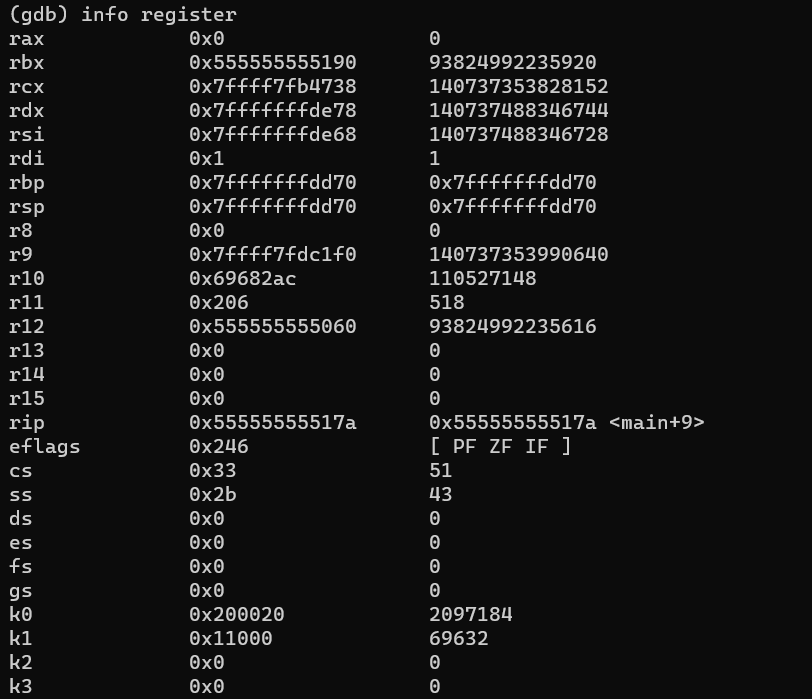 (gdb) info register
rax            0x0                 0
rbx            0x555555555190      93824992235920
rcx            0x7ffff7fb4738      140737353828152
rdx            0x7fffffffde78      140737488346744
rsi            0x7fffffffde68      140737488346728
rdi            0x1                 1
rbp            0x7fffffffdd70      0x7fffffffdd70
rsp            0x7fffffffdd70      0x7fffffffdd70
r8             0x0                 0
r9             0x7ffff7fdc1f0      140737353990640
r10            0x69682ac           110527148
r11            0x206               518
r12            0x555555555060      93824992235616
r13            0x0                 0
r14            0x0                 0
r15            0x0                 0
rip            0x55555555517a      0x55555555517a <main+9>
eflags         0x246               [ PF ZF IF ]
cs             0x33                51
ss             0x2b                43
ds             0x0                 0
es             0x0                 0
fs             0x0                 0
gs             0x0                 0
k0             0x200020            2097184
k1             0x11000             69632
k2             0x0                 0
k3             0x0                 0